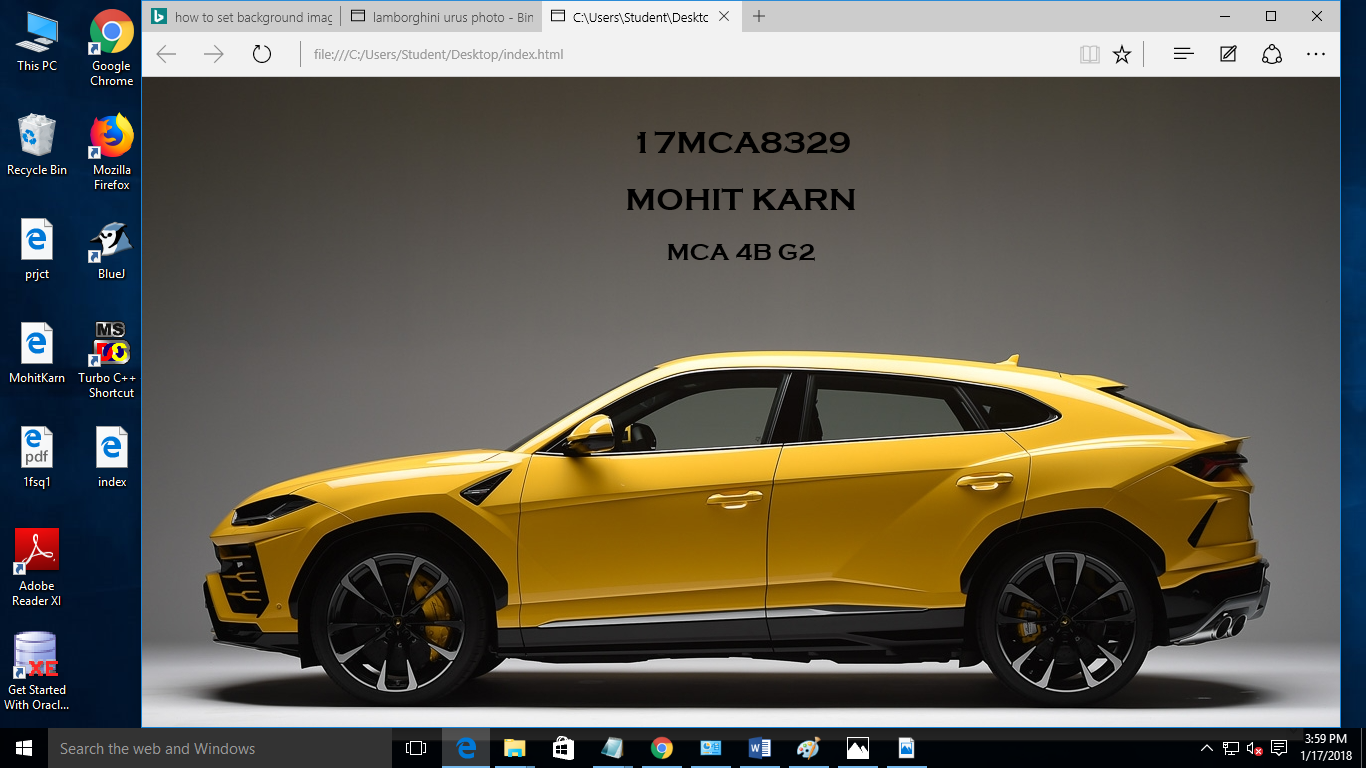 This PC
Google
Chrome
Recycle Bin
Mozilla
Firefox
prjct
BlueJ
MS
MohitKarn
Turbo C++
Shortcut
pdf
1fsq1
index
Adobe
Reader XI
XE
Get Started
With Oracl...
how to set background imag
lamborghini urus photo - Bin
C:\Users\Student\Deskto
file:///C:/Users/Student/Desktop/index.html
17MCA8329
MOHIT KARN
MCA 4B G2
Search the web and Windows
3:59 PM
1/17/2018